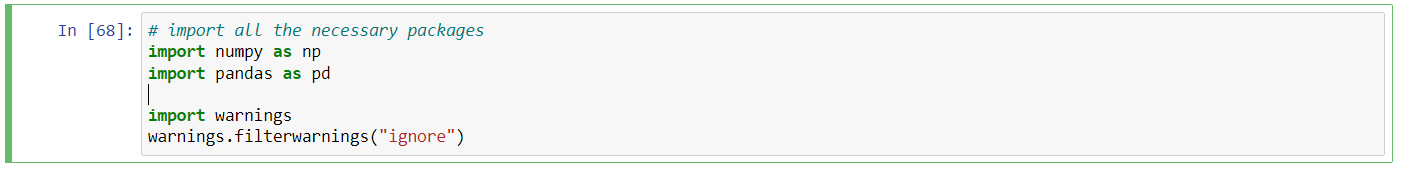 In [68]: # import all the necessary packages
import numpy as np
import pandas as pd
import warnings
warnings.filterwarnings("ignore")